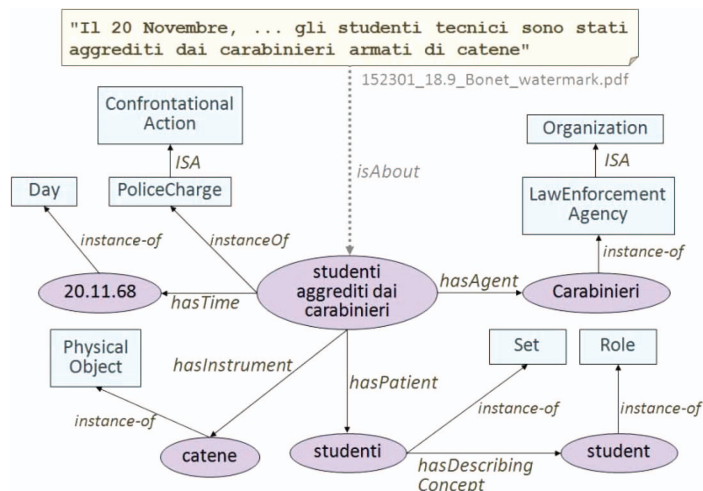 "Il 20 Novembre, ... gli studenti tecnici sono stati
aggrediti dai carabinieri armati di catene"
152301_18.9_Bonet_watermark.pdf
Confrontational
Action
Organization
ISA
isAbout
ISA
Day
PoliceCharge
LawEnforcement
Agency
instance-of
instanceOf
instance-of
20.11.68
hasTime
studenti
aggrediti dai
carabinieri
hasAgent
Carabinieri
Physical
Object
hasInstrument
hasPatient
Set
Role
instance-of
instance-of
instance-of
catene
studenti
hasDescribing
Concept
student